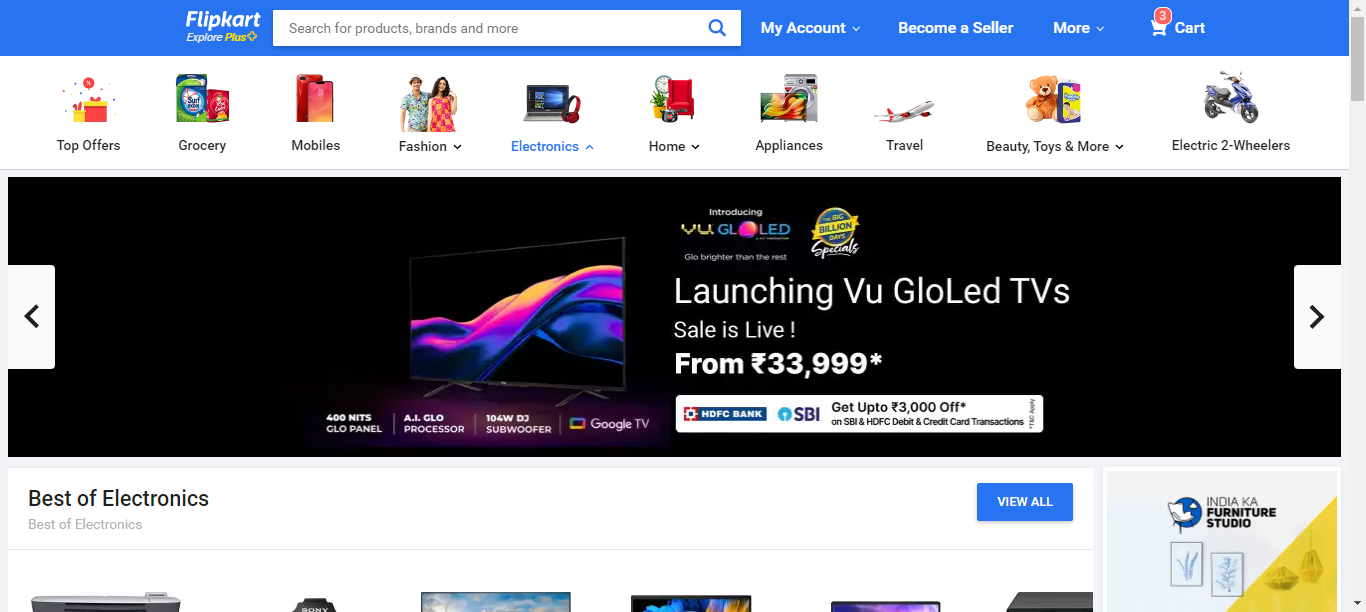 Flipkart
Explore Plus
Search for products, brands and more
My Account
Become a Seller
More
3
Cart
Top Offers
Grocery
Mobiles
Fashion
Electronics
Home
Appliances
Travel
Beauty, Toys & More
Electric 2-Wheelers
Introducing
VU GLOLED
THE BIG
BILLION
DAYS
Specials
Glo brighter than the rest
Launching Vu GloLed TVs
Sale is Live !
From ₹33,999*
400 NITS
GLO PANEL
A.I. GLO
PROCESSOR
104W DJ
SUBWOOFER
Google TV
HDFC BANK
SBI
Get Upto ₹3,000 Off*
on SBI & HDFC Debit & Credit Card Transactions
*T&C Apply
Best of Electronics
Best of Electronics
VIEW ALL
INDIA KA
FURNITURE
STUDIO
SONY